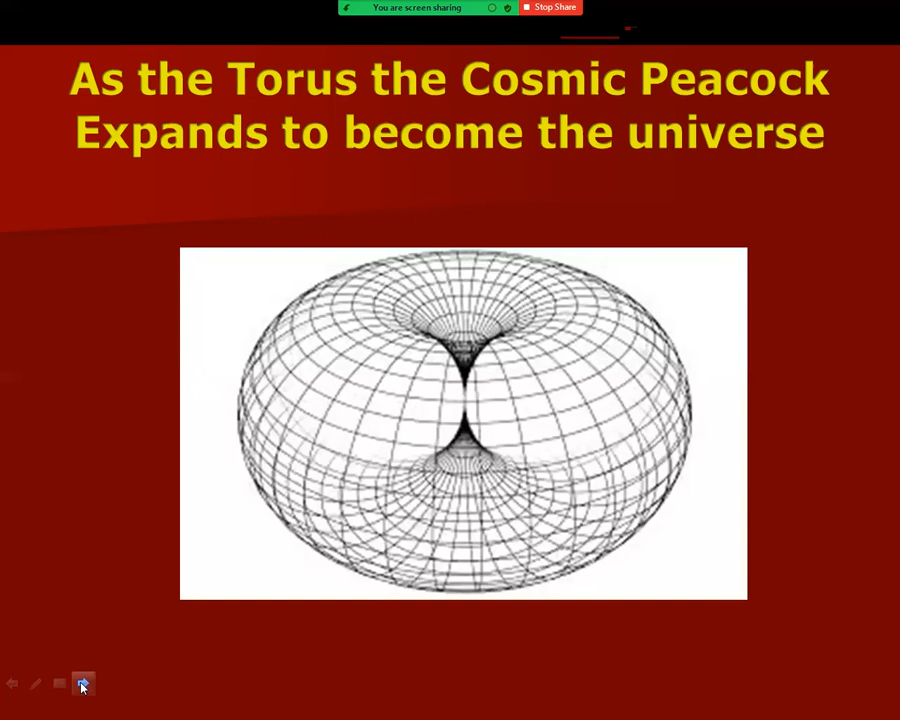 You are screen sharing
Stop Share
As the Torus the Cosmic Peacock
Expands to become the universe